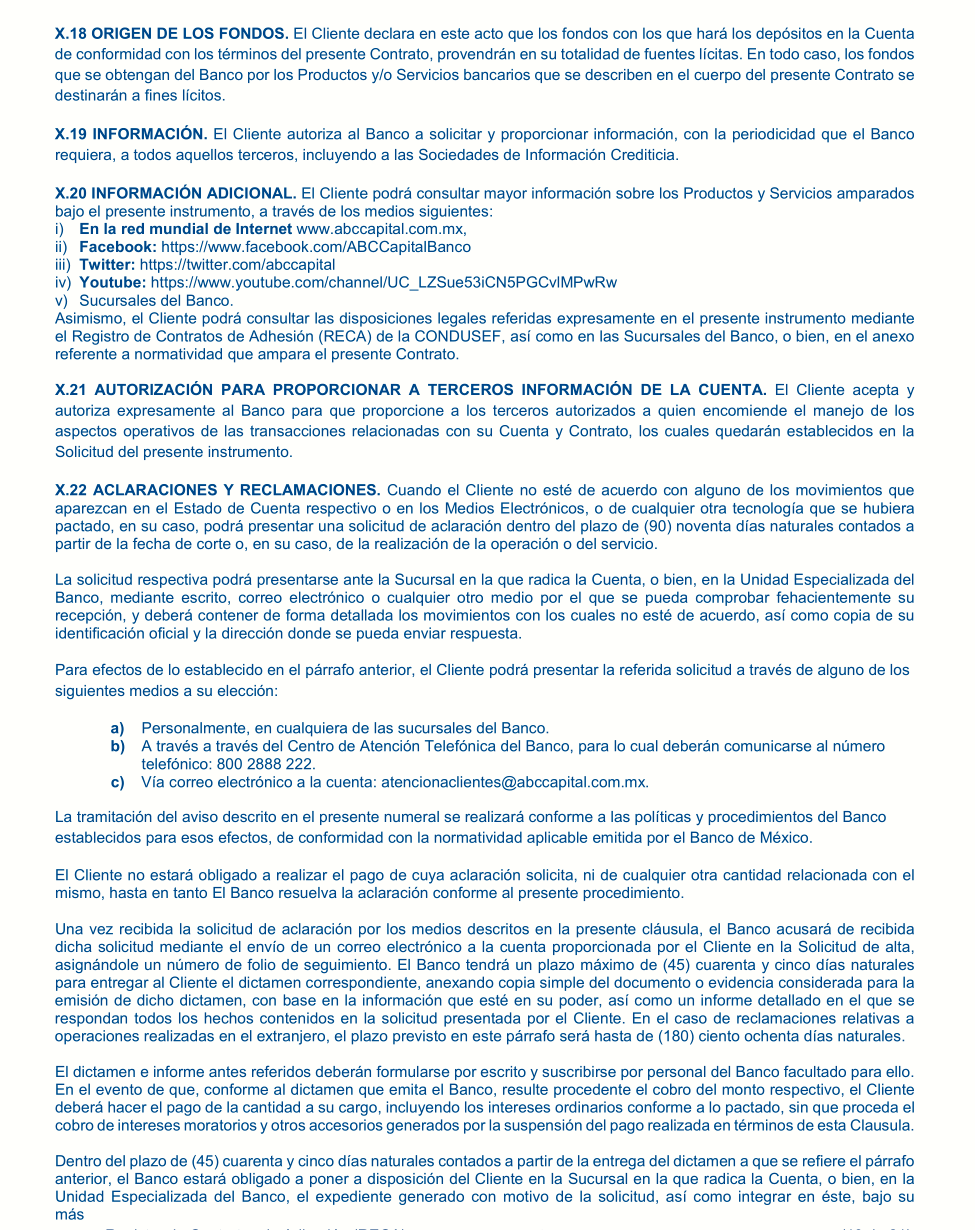 X.18 ORIGEN DE LOS FONDOS. El Cliente declara en este acto que los fondos con los que hará los depósitos en la Cuenta
de conformidad con los términos del presente Contrato, provendrán en su totalidad de fuentes lícitas. En todo caso, los fondos
que se obtengan del Banco por los Productos y/o Servicios bancarios que se describen en el cuerpo del presente Contrato se
destinarán a fines lícitos.
X.19 INFORMACIÓN. El Cliente autoriza al Banco a solicitar y proporcionar información, con la periodicidad que el Banco
requiera, a todos aquellos terceros, incluyendo a las Sociedades de Información Crediticia.
X.20 INFORMACIÓN ADICIONAL. El Cliente podrá consultar mayor información sobre los Productos y Servicios amparados
bajo el presente instrumento, a través de los medios siguientes:
i) En la red mundial de Internet www.abccapital.com.mx,
ii) Facebook: https://www.facebook.com/ABCCapitalBanco
iii) Twitter: https://twitter.com/abccapital
iv) Youtube: https://www.youtube.com/channel/UC_LZSue53iCN5PGCvlMPwRw
v) Sucursales del Banco.
Asimismo, el Cliente podrá consultar las disposiciones legales referidas expresamente en el presente instrumento mediante
el Registro de Contratos de Adhesión (RECA) de la CONDUSEF, así como en las Sucursales del Banco, o bien, en el anexo
referente a normatividad que ampara el presente Contrato.
X.21 AUTORIZACIÓN PARA PROPORCIONAR A TERCEROS INFORMACIÓN DE LA CUENTA. El Cliente acepta y
autoriza expresamente al Banco para que proporcione a los terceros autorizados a quien encomiende el manejo de los
aspectos operativos de las transacciones relacionadas con su Cuenta y Contrato, los cuales quedarán establecidos en la
Solicitud del presente instrumento.
X.22 ACLARACIONES Y RECLAMACIONES. Cuando el Cliente no esté de acuerdo con alguno de los movimientos que
aparezcan en el Estado de Cuenta respectivo o en los Medios Electrónicos, o de cualquier otra tecnología que se hubiera
pactado, en su caso, podrá presentar una solicitud de aclaración dentro del plazo de (90) noventa días naturales contados a
partir de la fecha de corte o, en su caso, de la realización de la operación o del servicio.
La solicitud respectiva podrá presentarse ante la Sucursal en la que radica la Cuenta, o bien, en la Unidad Especializada del
Banco, mediante escrito, correo electrónico o cualquier otro medio por el que se pueda comprobar fehacientemente su
recepción, y deberá contener de forma detallada los movimientos con los cuales no esté de acuerdo, así como copia de su
identificación oficial y la dirección donde se pueda enviar respuesta.
Para efectos de lo establecido en el párrafo anterior, el Cliente podrá presentar la referida solicitud a través de alguno de los
siguientes medios a su elección:
a) Personalmente, en cualquiera de las sucursales del Banco.
b) A través a través del Centro de Atención Telefónica del Banco, para lo cual deberán comunicarse al número
telefónico: 800 2888 222.
c) Vía correo electrónico a la cuenta: atencionaclientes@abccapital.com.mx.
La tramitación del aviso descrito en el presente numeral se realizará conforme a las políticas y procedimientos del Banco
establecidos para esos efectos, de conformidad con la normatividad aplicable emitida por el Banco de México.
El Cliente no estará obligado a realizar el pago de cuya aclaración solicita, ni de cualquier otra cantidad relacionada con el
mismo, hasta en tanto El Banco resuelva la aclaración conforme al presente procedimiento.
Una vez recibida la solicitud de aclaración por los medios descritos en la presente cláusula, el Banco acusará de recibida
dicha solicitud mediante el envío de un correo electrónico a la cuenta proporcionada por el Cliente en la Solicitud de alta,
asignándole un número de folio de seguimiento. El Banco tendrá un plazo máximo de (45) cuarenta y cinco días naturales
para entregar al Cliente el dictamen correspondiente, anexando copia simple del documento o evidencia considerada para la
emisión de dicho dictamen, con base en la información que esté en su poder, así como un informe detallado en el que se
respondan todos los hechos contenidos en la solicitud presentada por el Cliente. En el caso de reclamaciones relativas a
operaciones realizadas en el extranjero, el plazo previsto en este párrafo será hasta de (180) ciento ochenta días naturales.
El dictamen e informe antes referidos deberán formularse por escrito y suscribirse por personal del Banco facultado para ello.
En el evento de que, conforme al dictamen que emita el Banco, resulte procedente el cobro del monto respectivo, el Cliente
deberá hacer el pago de la cantidad a su cargo, incluyendo los intereses ordinarios conforme a lo pactado, sin que proceda el
cobro de intereses moratorios y otros accesorios generados por la suspensión del pago realizada en términos de esta Clausula.
Dentro del plazo de (45) cuarenta y cinco días naturales contados a partir de la entrega del dictamen a que se refiere el párrafo
anterior, el Banco estará obligado a poner a disposición del Cliente en la Sucursal en la que radica la Cuenta, o bien, en la
Unidad Especializada del Banco, el expediente generado con motivo de la solicitud, así como integrar en éste, bajo su
más